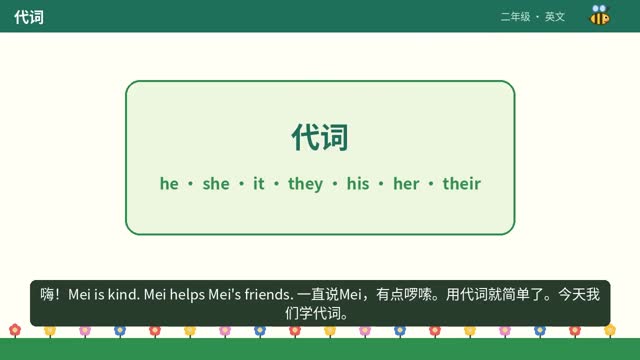 代词
二年级 · 英文
代词
he · she · it · they · his · her · their
嗨！Mei is kind. Mei helps Mei's friends. 一直说Mei，有点啰嗦。用代词就简单了。今天我
们学代词。